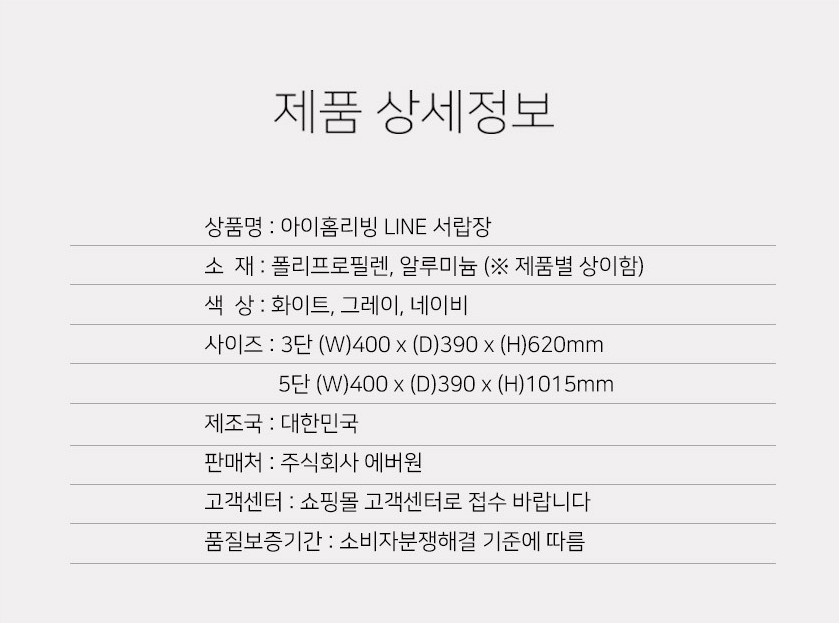 제품 상세정보
상품명 : 아이홈리빙 LINE 서랍장
소 재 : 폴리프로필렌, 알루미늄 (※ 제품별 상이함)
색 상 : 화이트, 그레이, 네이비
사이즈 : 3단 (W)400 x (D)390 x (H)620mm
5단 (W)400 x (D)390 x (H)1015mm
제조국 : 대한민국
판매처 : 주식회사 에버원
고객센터 : 쇼핑몰 고객센터로 접수 바랍니다
품질보증기간 : 소비자분쟁해결 기준에 따름